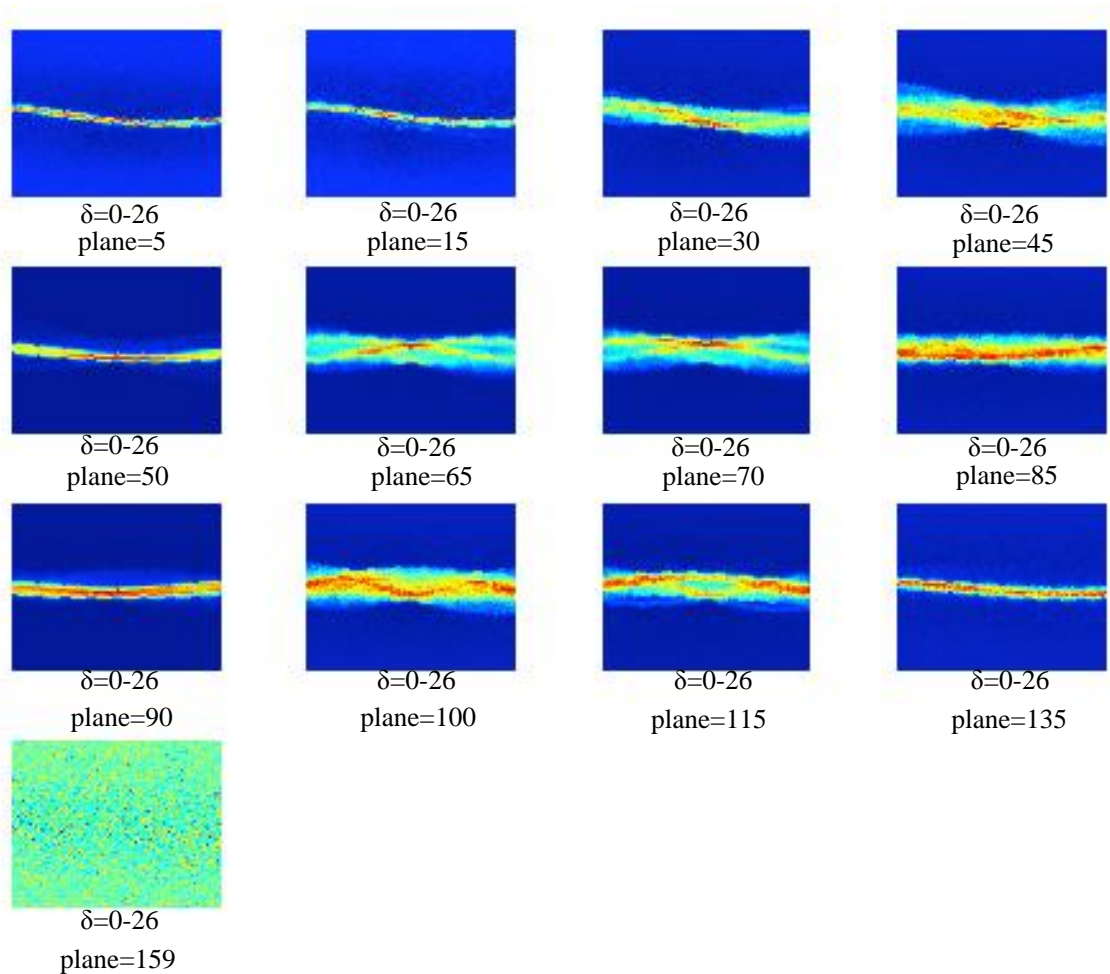 δ=0-26
plane=5
δ=0-26
plane=15
δ=0-26
plane=30
δ=0-26
plane=45
δ=0-26
plane=50
δ=0-26
plane=65
δ=0-26
plane=70
δ=0-26
plane=85
δ=0-26
plane=90
δ=0-26
plane=100
δ=0-26
plane=115
δ=0-26
plane=135
δ=0-26
plane=159